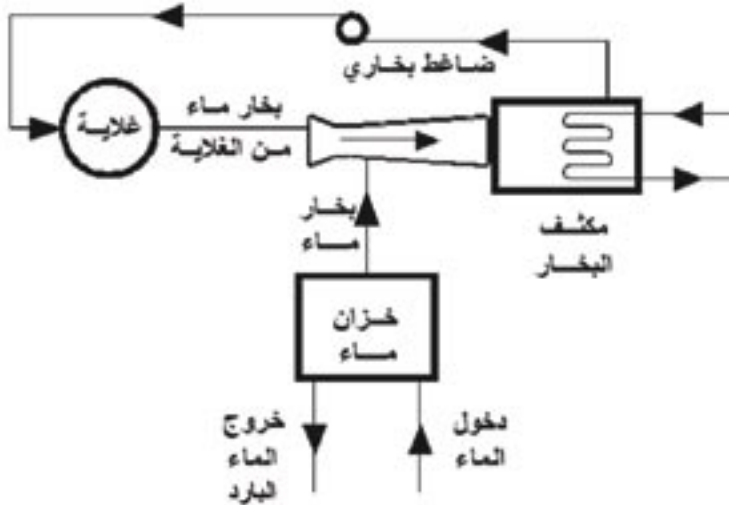 ضاغط بخاري
غلاية
بخار ماء
من الغلاية
بخار
ماء
مكثف
البخار
خزان
ماء
خروج
الماء
البارد
دخول
الماء